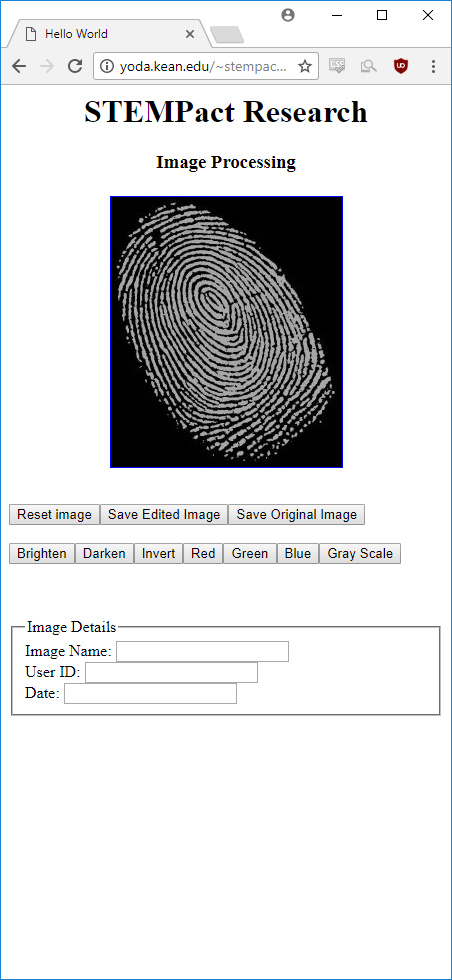 Hello World
yoda.kean.edu/~stempac...
CSS
STEMPact Research
Image Processing
Reset image Save Edited Image Save Original Image
Brighten Darken Invert Red Green Blue Gray Scale
Image Details
Image Name:
User ID:
Date: